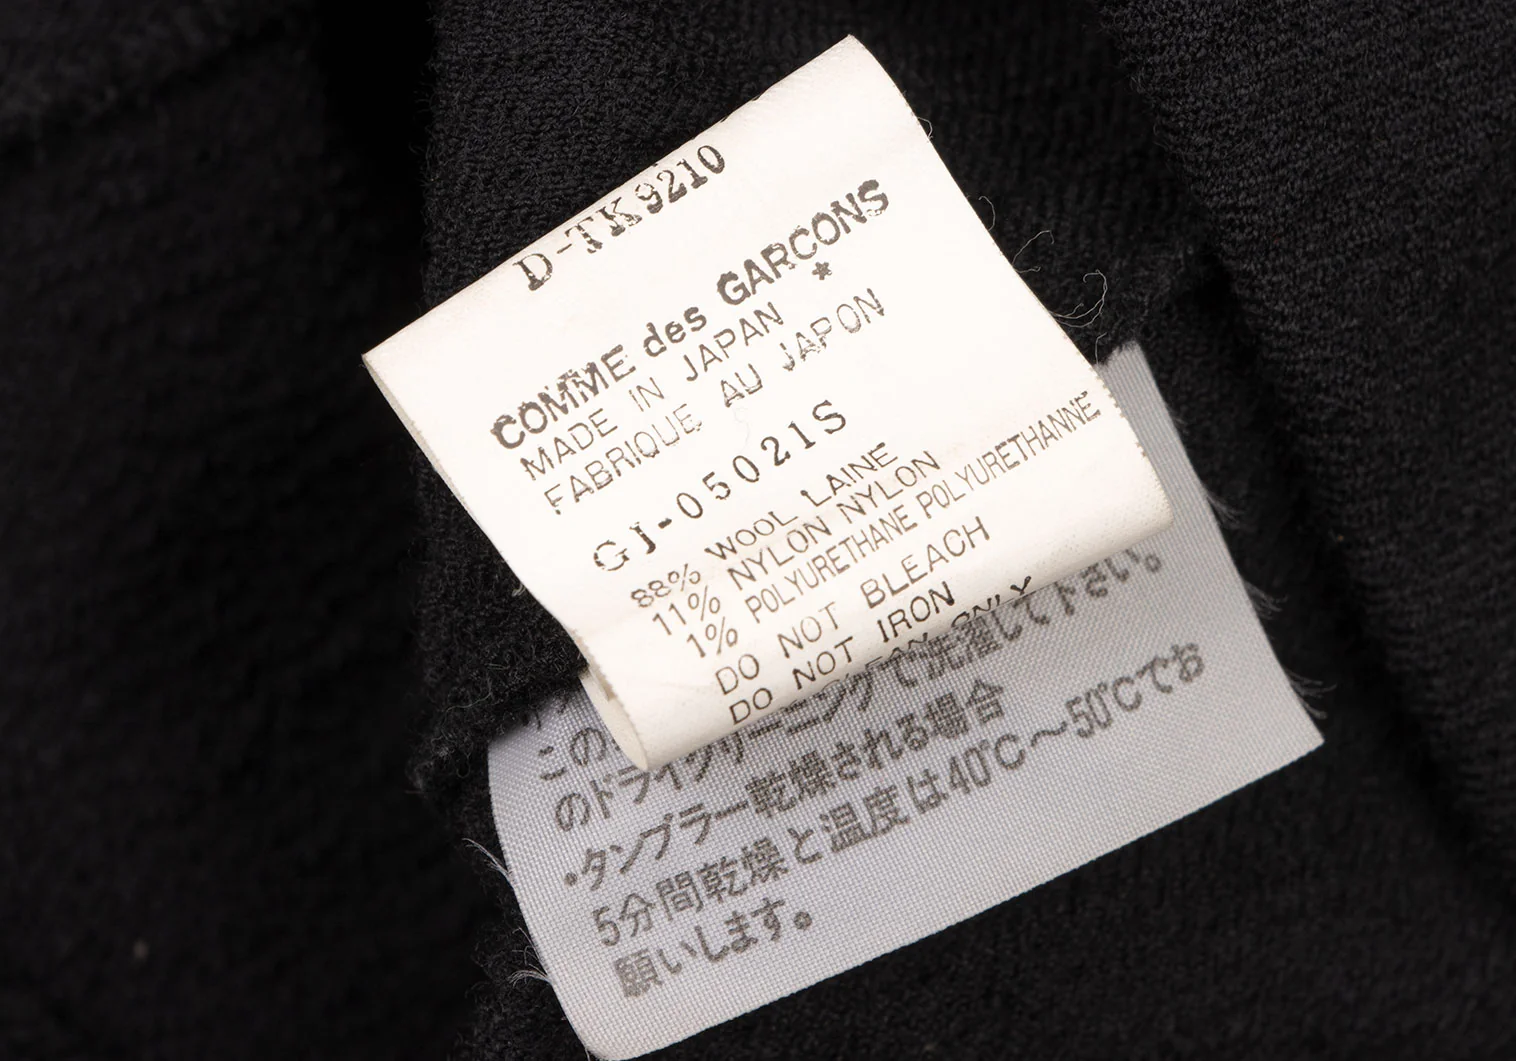 D-TK9210
COMME des GARCONS
MADE IN JAPAN *
FABRIQUE AU JAPON
GJ-05021S
88% WOOL LAINE
11% NYLON NYLON
1% POLYURETHANE POLYURETHANNE
DO NOT BLEACH
DO NOT IRON
ONLY
この
のドライクリーニングで洗濯して下さい。
・タンブラー乾燥される場合
5分間乾燥と温度は40℃〜50℃でお
願いします。